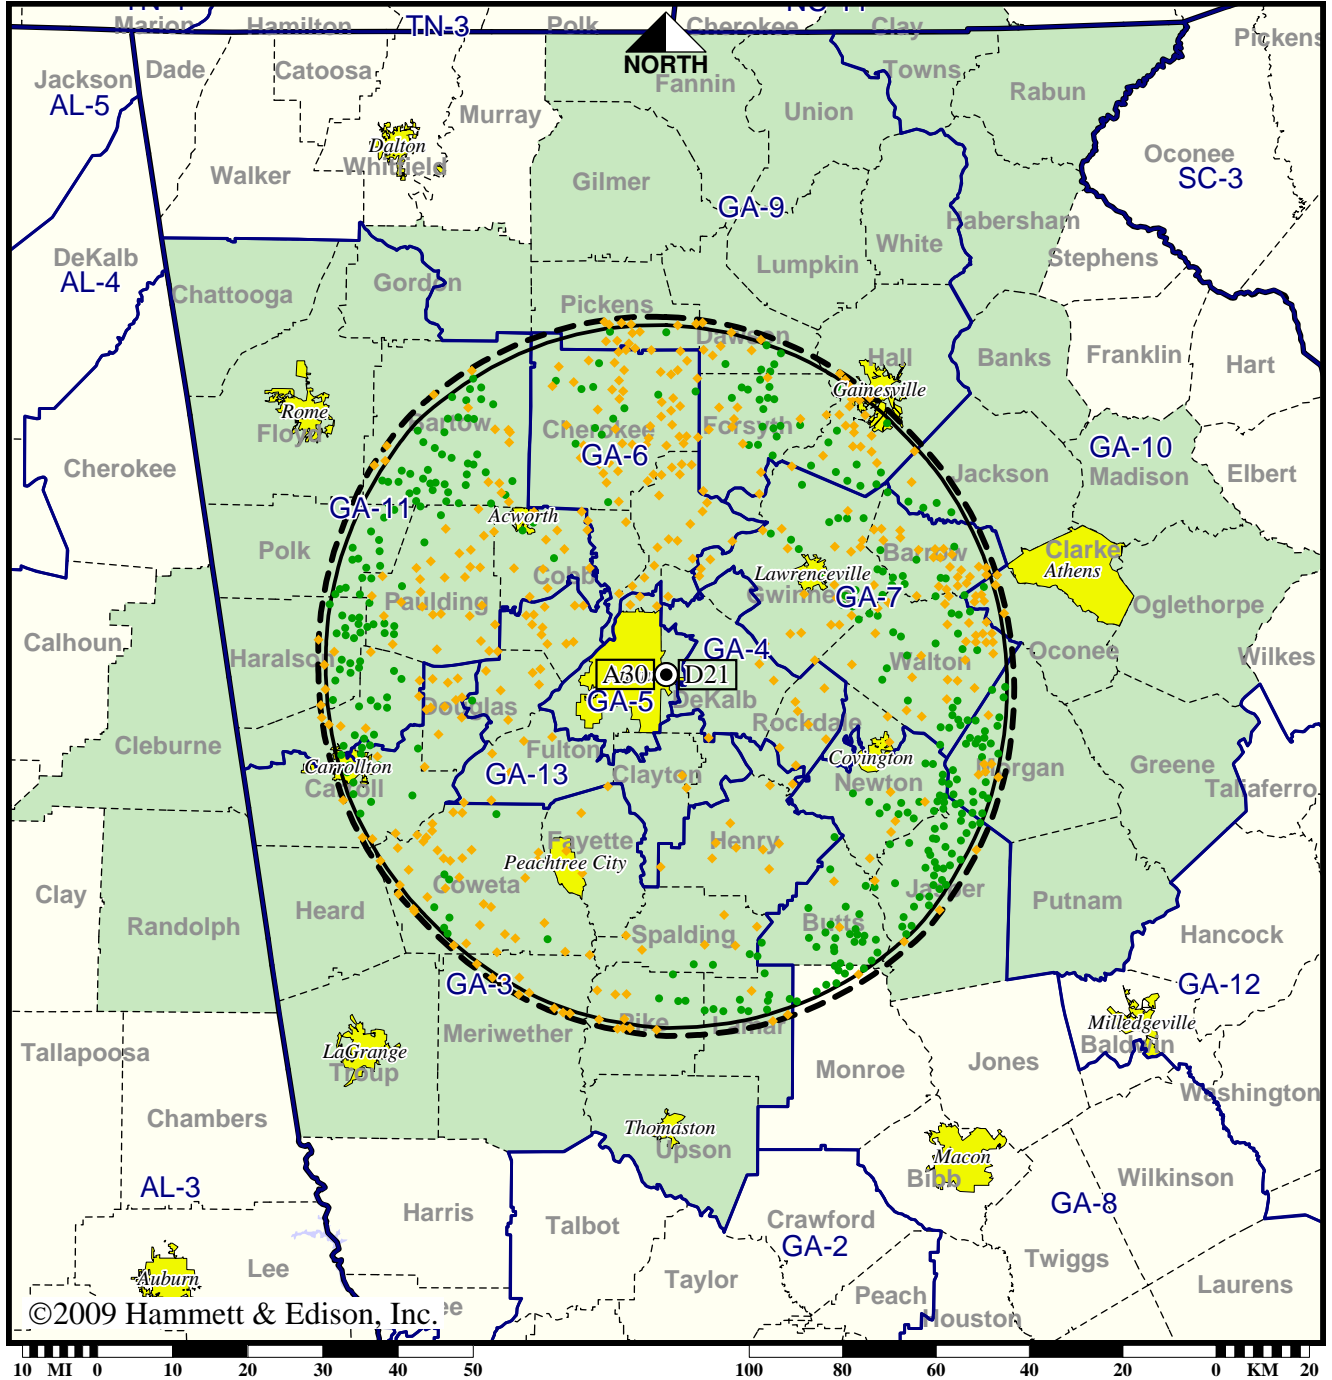 Marion
Hamilton
TN-3
Polk
Cherokee
Clay
Pickens
NORTH
Jackson
AL-5
Dade
Catoosa
Murray
Fannin
Towns
Rabun
Union
Dalton
Whitfield
Walker
Gilmer
Oconee
SC-3
GA-9
Habersham
White
Stephens
DeKalb
AL-4
Chattooga
Gordon
Lumpkin
Pickens
Dawson
Hall
Banks
Franklin
Hart
Gainesville
Rome
Floyd
Bartow
Cherokee
GA-6
Forsyth
GA-10
Madison
Jackson
Elbert
Cherokee
GA-11
Acworth
Polk
Cobb
Lawrenceville
Gwinnett
GA-7
Barrow
Clarke
Athens
Oglethorpe
Paulding
Calhoun
Haralson
GA-4
Walton
Oconee
Wilkes
A30
D21
GA-5
DeKalb
Douglas
Rockdale
Cleburne
Fulton
GA-13
Clayton
Covington
Newton
Morgan
Greene
Taliaferro
Carrollton
Carroll
Fayette
Peachtree City
Henry
Coweta
Jasper
Putnam
Clay
Randolph
Heard
Spalding
Butts
Hancock
GA-3
GA-12
Meriwether
Pike
Lamar
Milledgeville
Baldwin
Tallapoosa
LaGrange
Troup
Monroe
Jones
Washington
Chambers
Thomaston
Upson
Macon
Bibb
Wilkinson
AL-3
GA-8
Harris
Talbot
Crawford
GA-2
Twiggs
Auburn
Lee
Taylor
Peach
Houston
Laurens
©2009 Hammett & Edison, Inc.
10 MI 0 10 20 30 40 50
100 80 60 40 20 0 KM 20